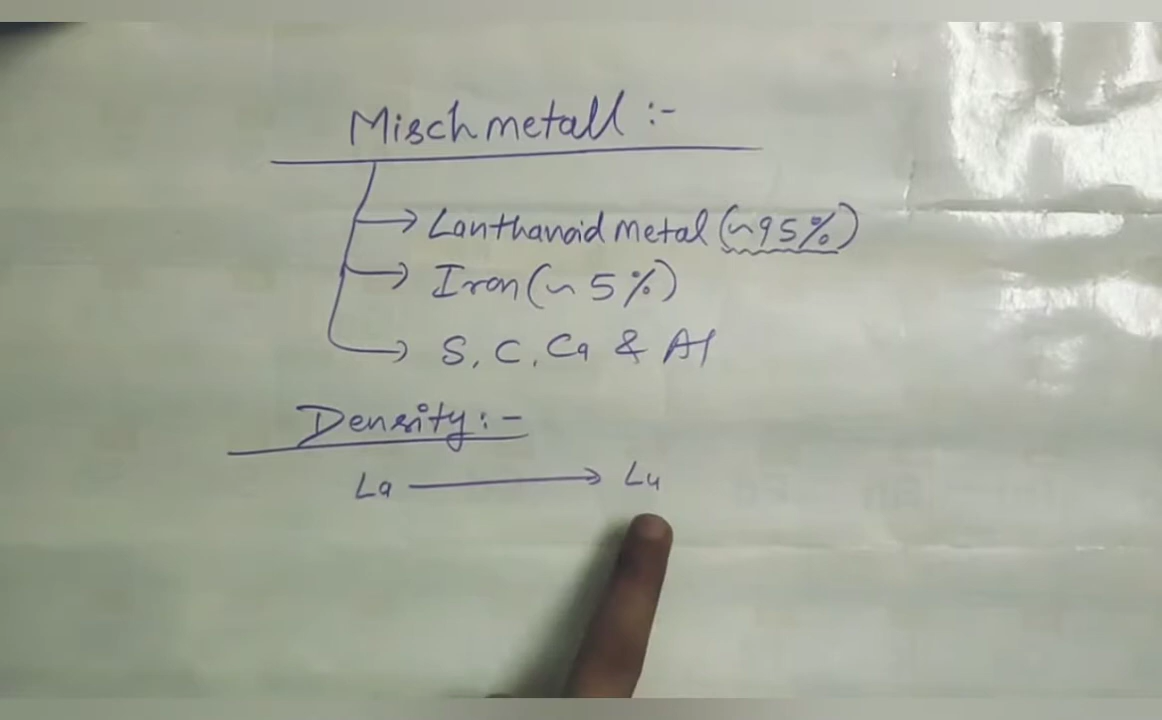 Mischmetall :-
Lanthanoid metal (~95%)
Iron (~5%)
S, C, Ca & Al
Density :-
La → Lu